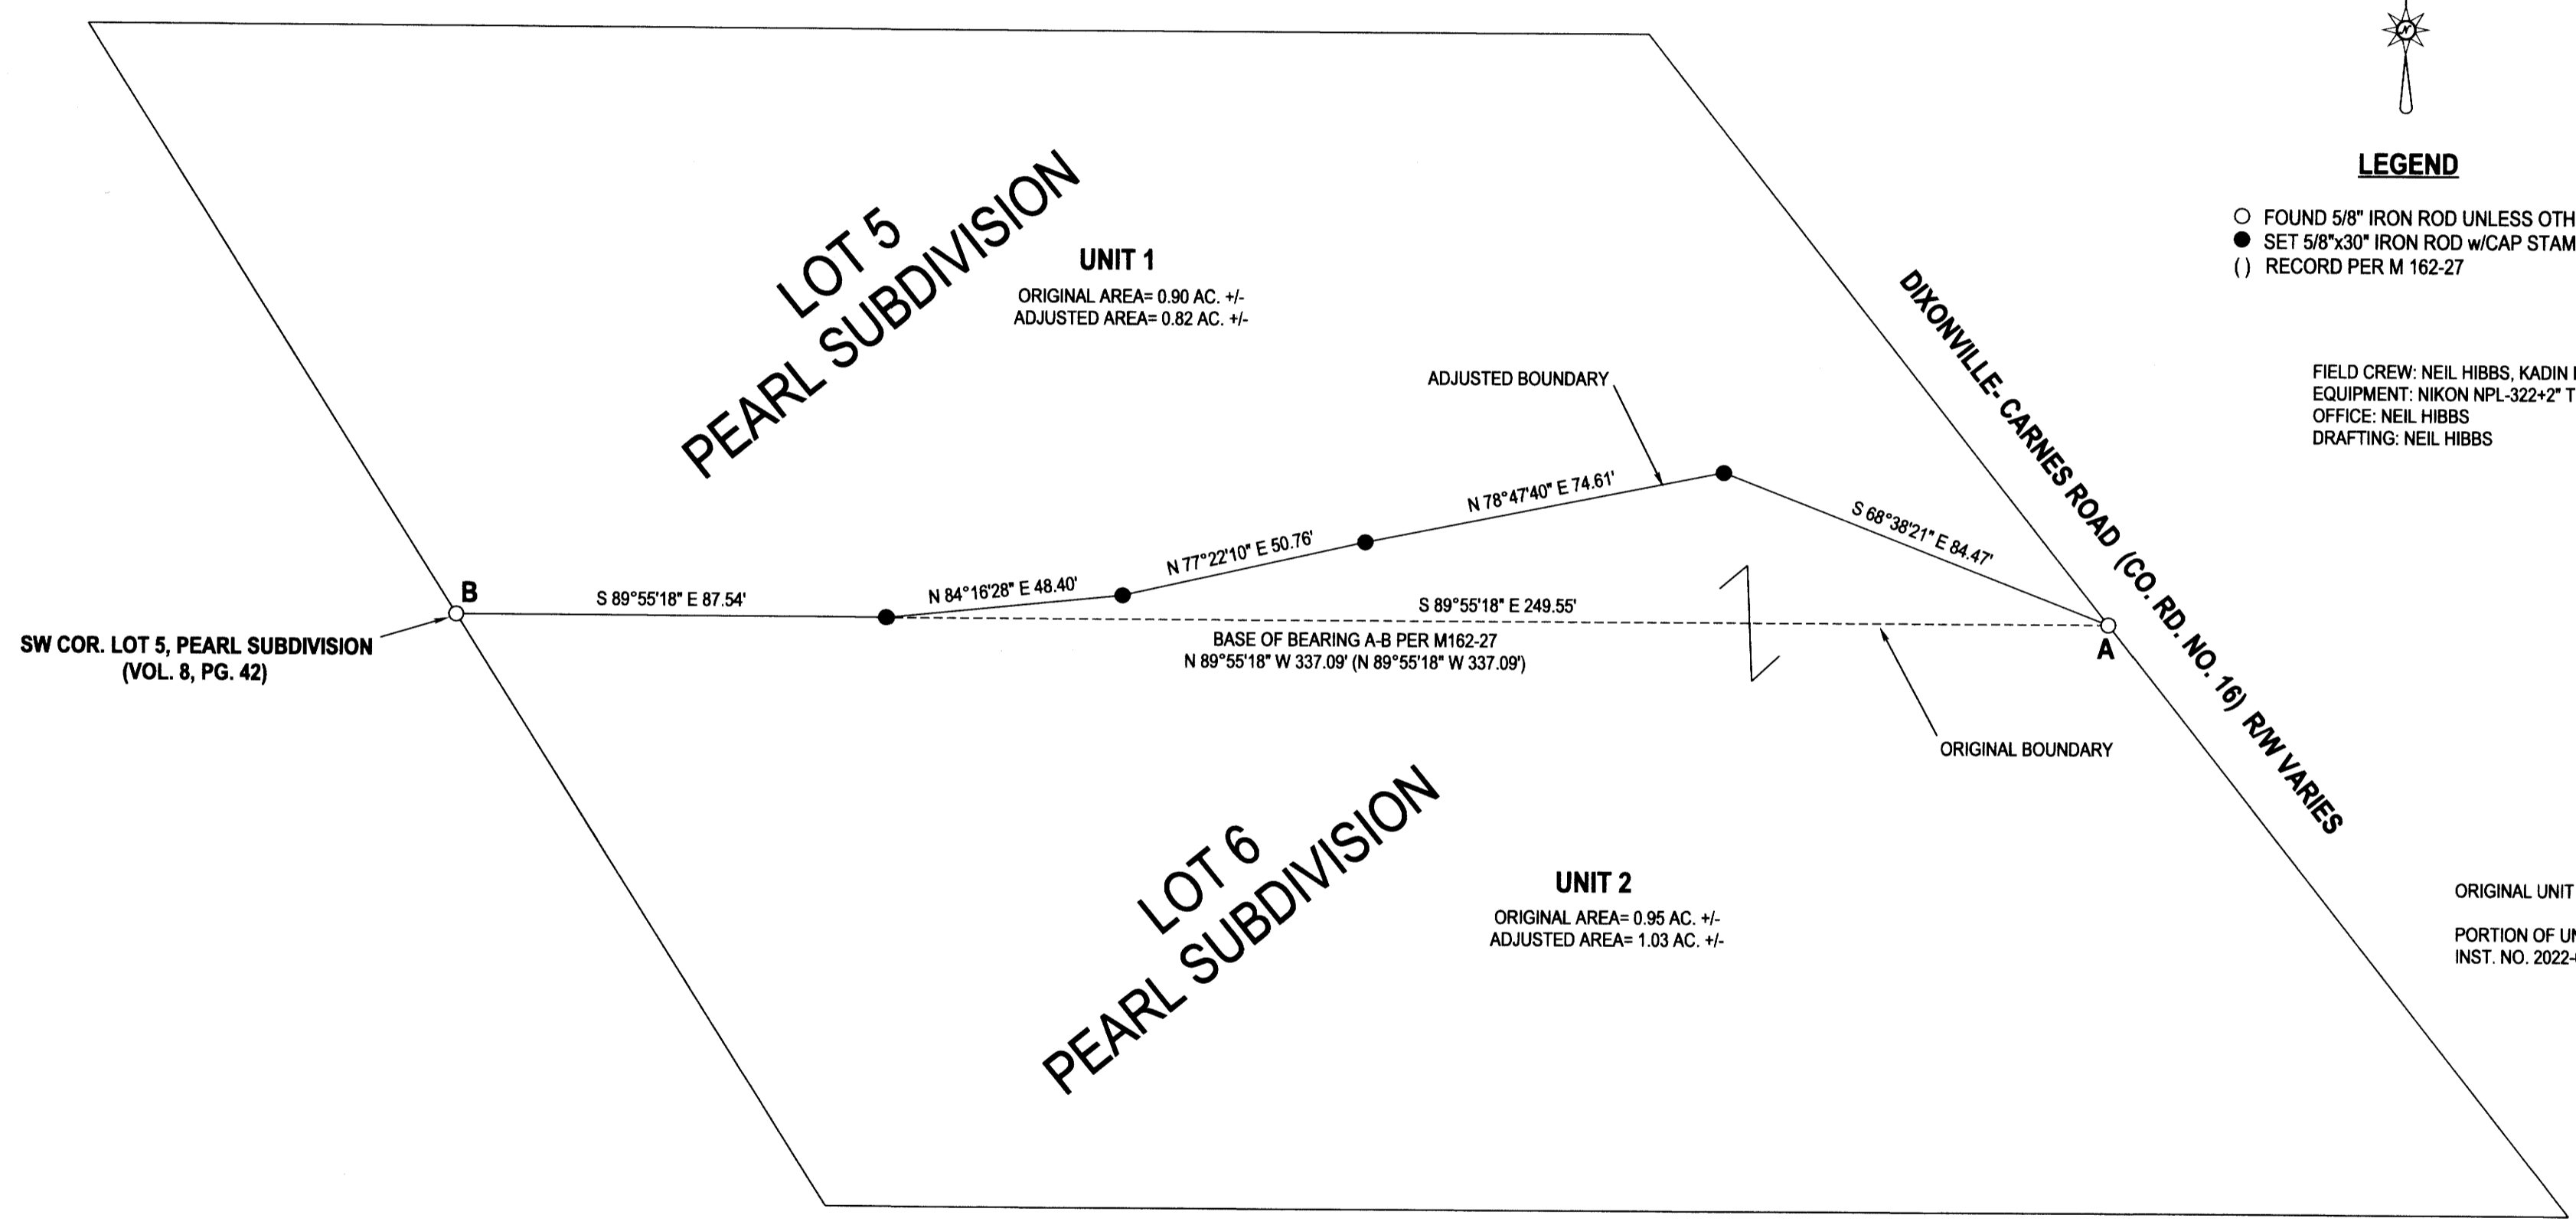 N
LEGEND
FOUND 5/8" IRON ROD UNLESS
SET 5/8"x30" IRON ROD w/CAP
( ) RECORD PER M 162-27
FIELD CREW: NEIL HIBBS, KADIN
EQUIPMENT: NIKON NPL-322+2"
OFFICE: NEIL HIBBS
DRAFTING: NEIL HIBBS
LOT 5
PEARL SUBDIVISION
UNIT 1
ORIGINAL AREA= 0.90 AC. +/-
ADJUSTED AREA= 0.82 AC. +/-
DIXONVILLE- CARNES ROAD (CO. RD. NO. 16) R/W VARIES
ADJUSTED BOUNDARY
N 78°47'40" E 74.61'
S 68°38'21" E 84.47'
N 77°22'10" E 50.76'
N 84°16'28" E 48.40'
B
S 89°55'18" E 87.54'
S 89°55'18" E 249.55'
SW COR. LOT 5, PEARL SUBDIVISION
(VOL. 8, PG. 42)
BASE OF BEARING A-B PER M162-27
N 89°55'18" W 337.09' (N 89°55'18" W 337.09')
A
ORIGINAL BOUNDARY
LOT 6
PEARL SUBDIVISION
UNIT 2
ORIGINAL AREA= 0.95 AC. +/-
ADJUSTED AREA= 1.03 AC. +/-
ORIGINAL UNIT
PORTION OF
INST. NO. 2022-